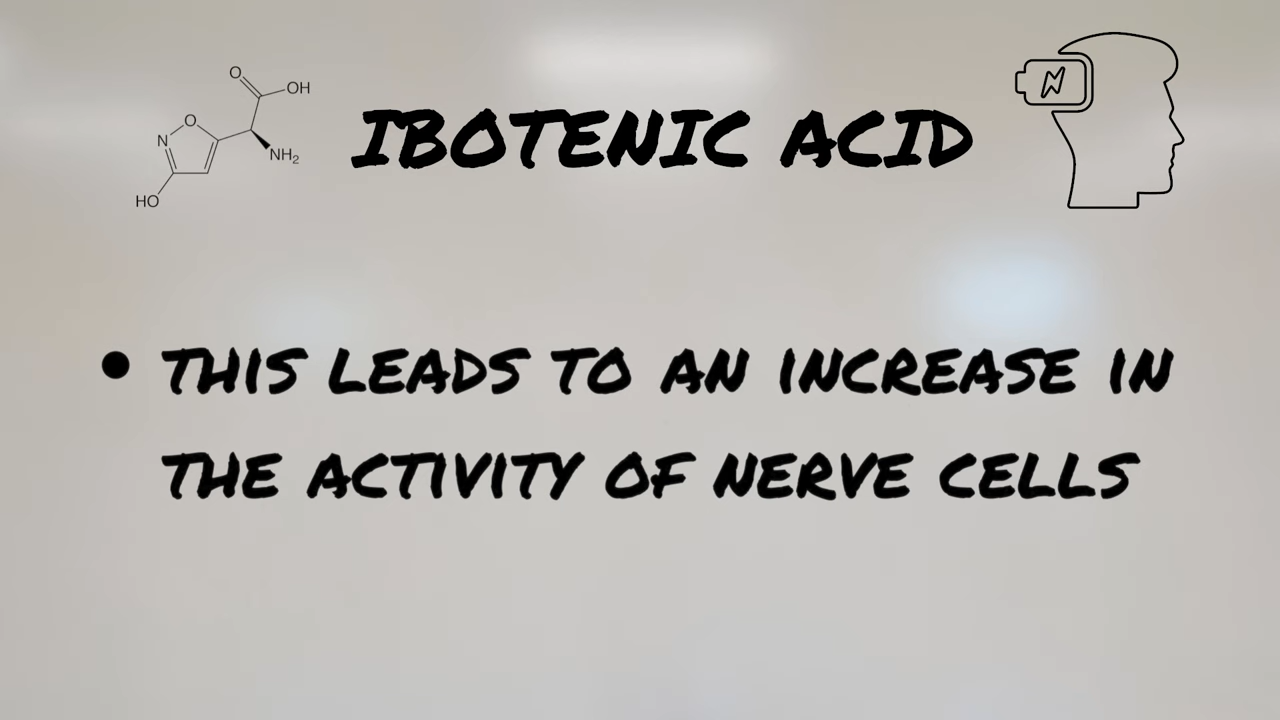 O
OH
IBOTENIC ACID
O
N
NH₂
HO
• THIS LEADS TO AN INCREASE IN
THE ACTIVITY OF NERVE CELLS